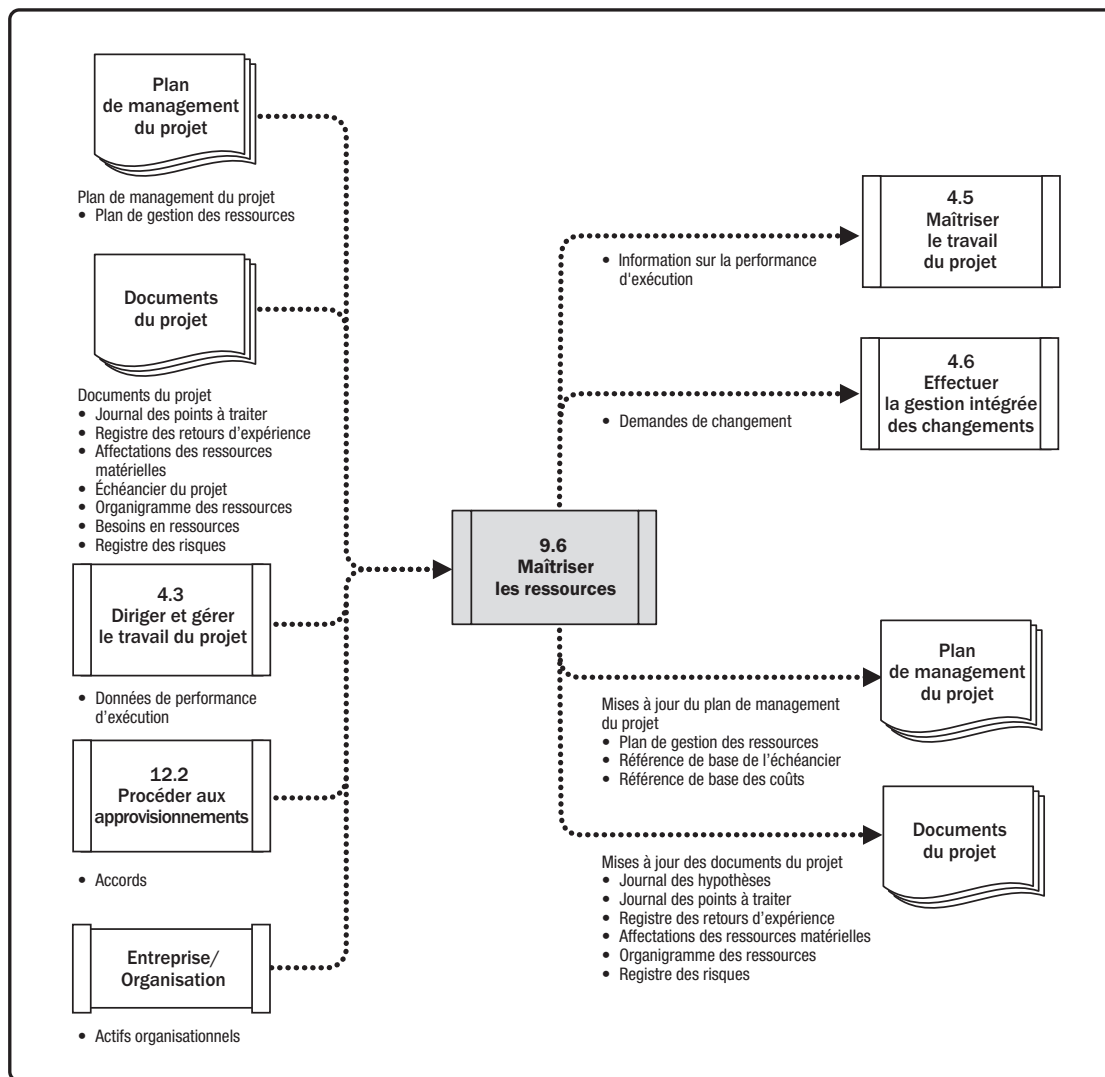 Plan
de management
du projet
Plan de management du projet
• Plan de gestion des ressources
Documents
du projet
Documents du projet
• Journal des points à traiter
• Registre des retours d’expérience
• Affectations des ressources
matérielles
• Échéancier du projet
• Organigramme des ressources
• Besoins en ressources
• Registre des risques
4.3
Diriger et gérer
le travail du projet
• Données de performance
d’exécution
12.2
Procéder aux
approvisionnements
• Accords
Entreprise/
Organisation
• Actifs organisationnels
9.6
Maîtriser
les ressources
• Information sur la performance
d'exécution
4.5
Maîtriser
le travail
du projet
• Demandes de changement
4.6
Effectuer
la gestion intégrée
des changements
Mises à jour du plan de management
du projet
• Plan de gestion des ressources
• Référence de base de l’échéancier
• Référence de base des coûts
Plan
de management
du projet
Mises à jour des documents du projet
• Journal des hypothèses
• Journal des points à traiter
• Registre des retours d’expérience
• Affectations des ressources matérielles
• Organigramme des ressources
• Registre des risques
Documents
du projet